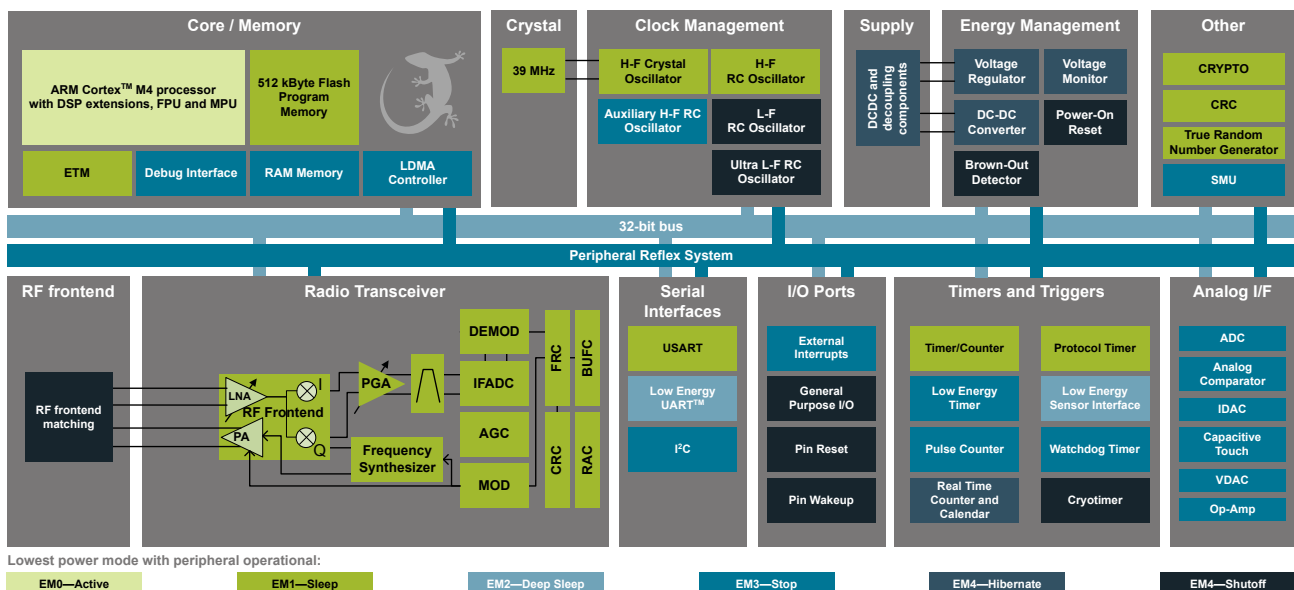 Core / Memory
ARM Cortex™ M4 processor
with DSP extensions, FPU and MPU
512 kByte Flash
Program
Memory
ETM
Debug Interface
RAM Memory
LDMA
Controller
Crystal
39 MHz
Clock Management
H-F Crystal
Oscillator
H-F
RC Oscillator
Auxiliary H-F RC
Oscillator
L-F
RC Oscillator
Ultra L-F RC
Oscillator
Supply
DCDC and
decoupling
components
Energy Management
Voltage
Regulator
Voltage
Monitor
DC-DC
Converter
Power-On
Reset
Brown-Out
Detector
Other
CRYPTO
CRC
True Random
Number Generator
SMU
32-bit bus
Peripheral Reflex System
RF frontend
RF frontend
matching
Radio Transceiver
LNA
RF Frontend
PA
I
Q
PGA
Frequency
Synthesizer
DEMOD
IFADC
AGC
MOD
FRC
BUFC
CRC
RAC
Serial
Interfaces
USART
Low Energy
UART™
I²C
I/O Ports
External
Interrupts
General
Purpose I/O
Pin Reset
Pin Wakeup
Timers and Triggers
Timer/Counter
Protocol Timer
Low Energy
Timer
Low Energy
Sensor Interface
Pulse Counter
Watchdog Timer
Real Time
Counter and
Calendar
Cryotimer
Analog I/F
ADC
Analog
Comparator
IDAC
Capacitive
Touch
VDAC
Op-Amp
Lowest power mode with peripheral operational:
EM0—Active
EM1—Sleep
EM2—Deep Sleep
EM3—Stop
EM4—Hibernate
EM4—Shutoff